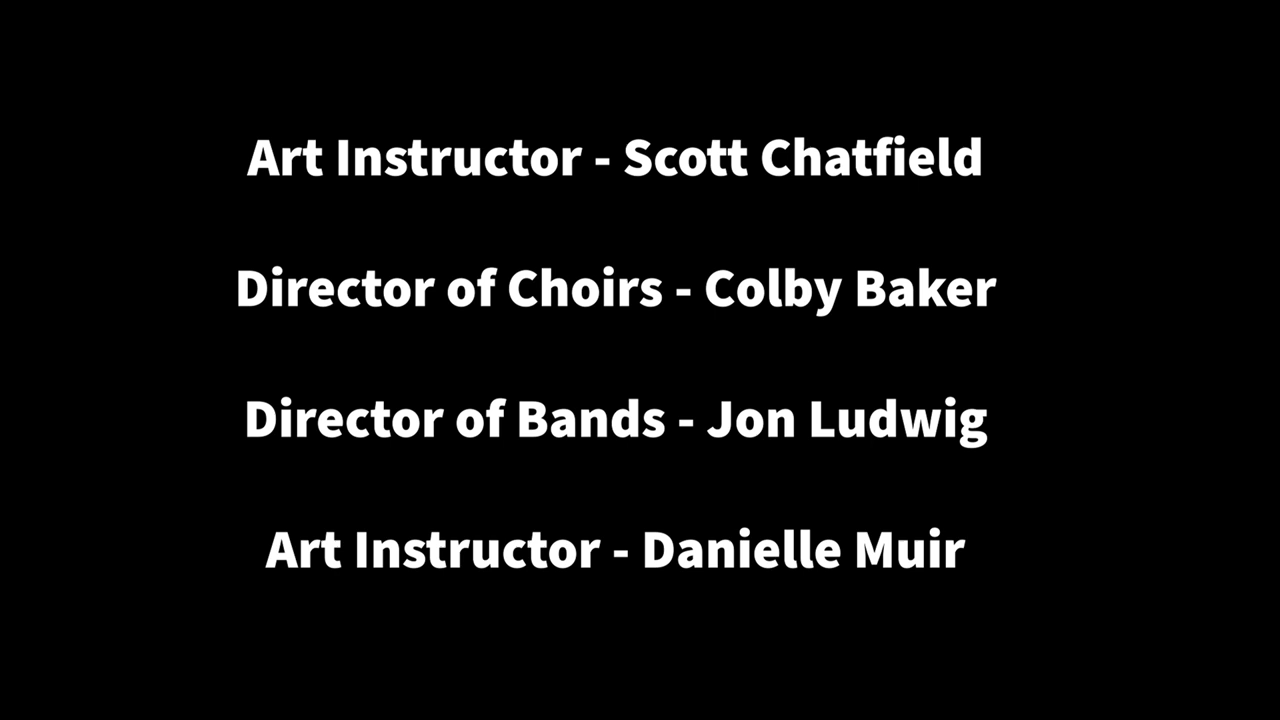 Art Instructor - Scott Chatfield
Director of Choirs - Colby Baker
Director of Bands - Jon Ludwig
Art Instructor - Danielle Muir